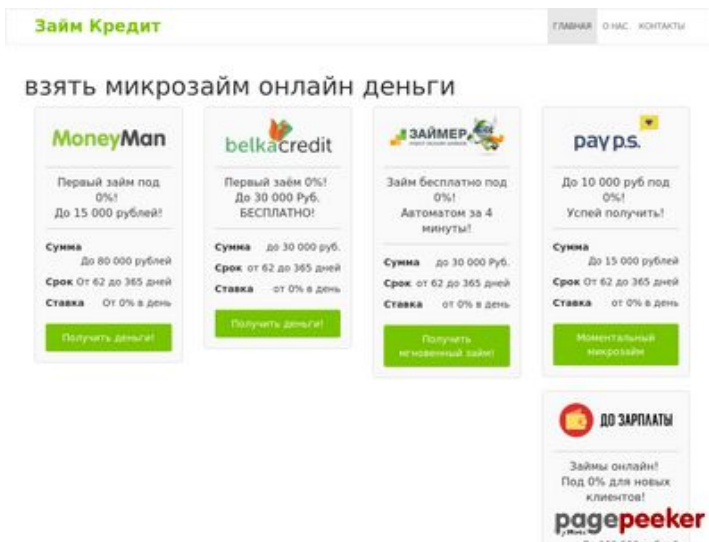 Займ Кредит
ГЛАВНАЯ О НАС КОНТАКТЫ
взять микрозайм онлайн деньги
MoneyMan
Первый займ под
0%!
До 15 000 рублей!
Сумма
До 80 000 рублей
Срок От 62 до 365 дней
Ставка От 0% в день
Получить деньги!
belkacredit
Первый заём 0%!
До 30 000 Руб.
БЕСПЛАТНО!
Сумма до 30 000 руб.
Срок от 62 до 365 дней
Ставка от 0% в день
Получить деньги!
ЗАЙМЕР
Займ бесплатно под
0%!
Автоматом за 4
минуты!
Сумма до 30 000 Руб.
Срок от 62 до 365 дней
Ставка от 0% в день
Получить
мгновенный займ!
pay p.s.
До 10 000 руб под
0%!
Успей получить!
Сумма
До 15 000 рублей
Срок От 62 до 365 дней
Ставка от 0% в день
Моментальный
микрозайм
ДО ЗАРПЛАТЫ
Займы онлайн!
Под 0% для новых
клиентов!
pagepeeker